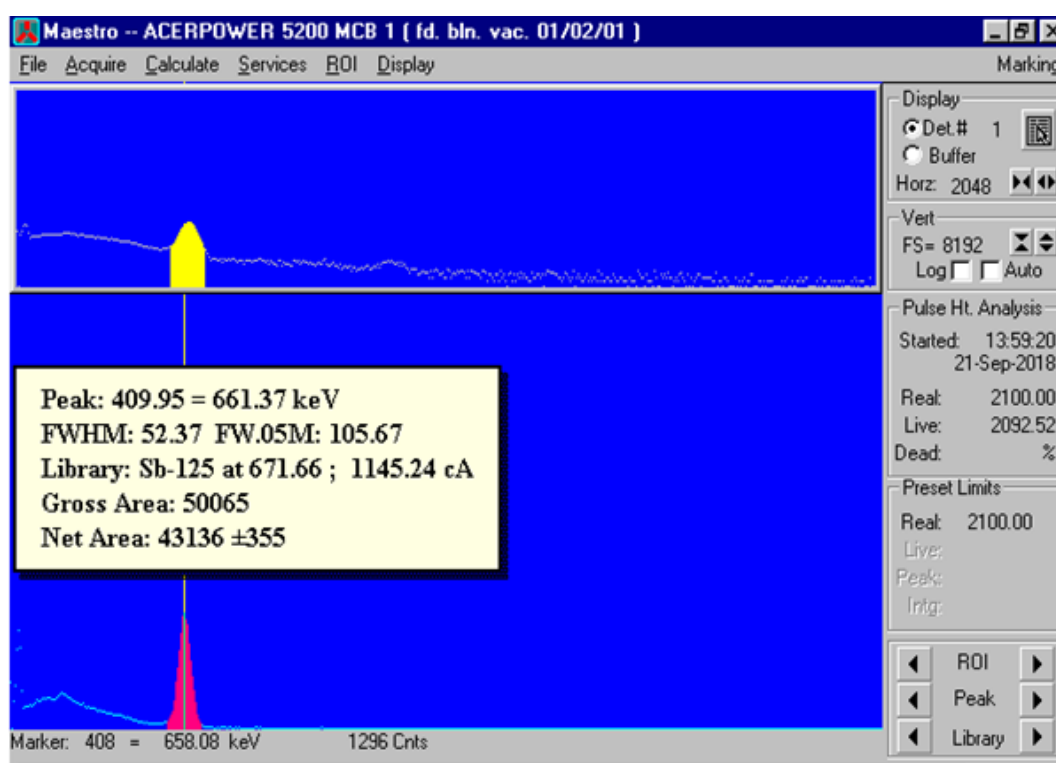 Maestro -- ACERPOWER 5200 MCB 1 ( fd. bln. vac. 01/02/01 )
File Acquire Calculate Services ROI Display Marking
Display
Det.# 1
Buffer
Horz: 2048
Vert
FS= 8192
Log Auto
Pulse Ht. Analysis
Started: 13:59:20
21-Sep-2018
Real: 2100.00
Live: 2092.52
Dead: %
Preset Limits
Real: 2100.00
Live:
Peak:
Intg:
ROI
Peak
Library
Peak: 409.95 = 661.37 keV
FWHM: 52.37 FW.05M: 105.67
Library: Sb-125 at 671.66 ; 1145.24 cA
Gross Area: 50065
Net Area: 43136 ±355
Marker: 408 = 658.08 keV 1296 Cnts